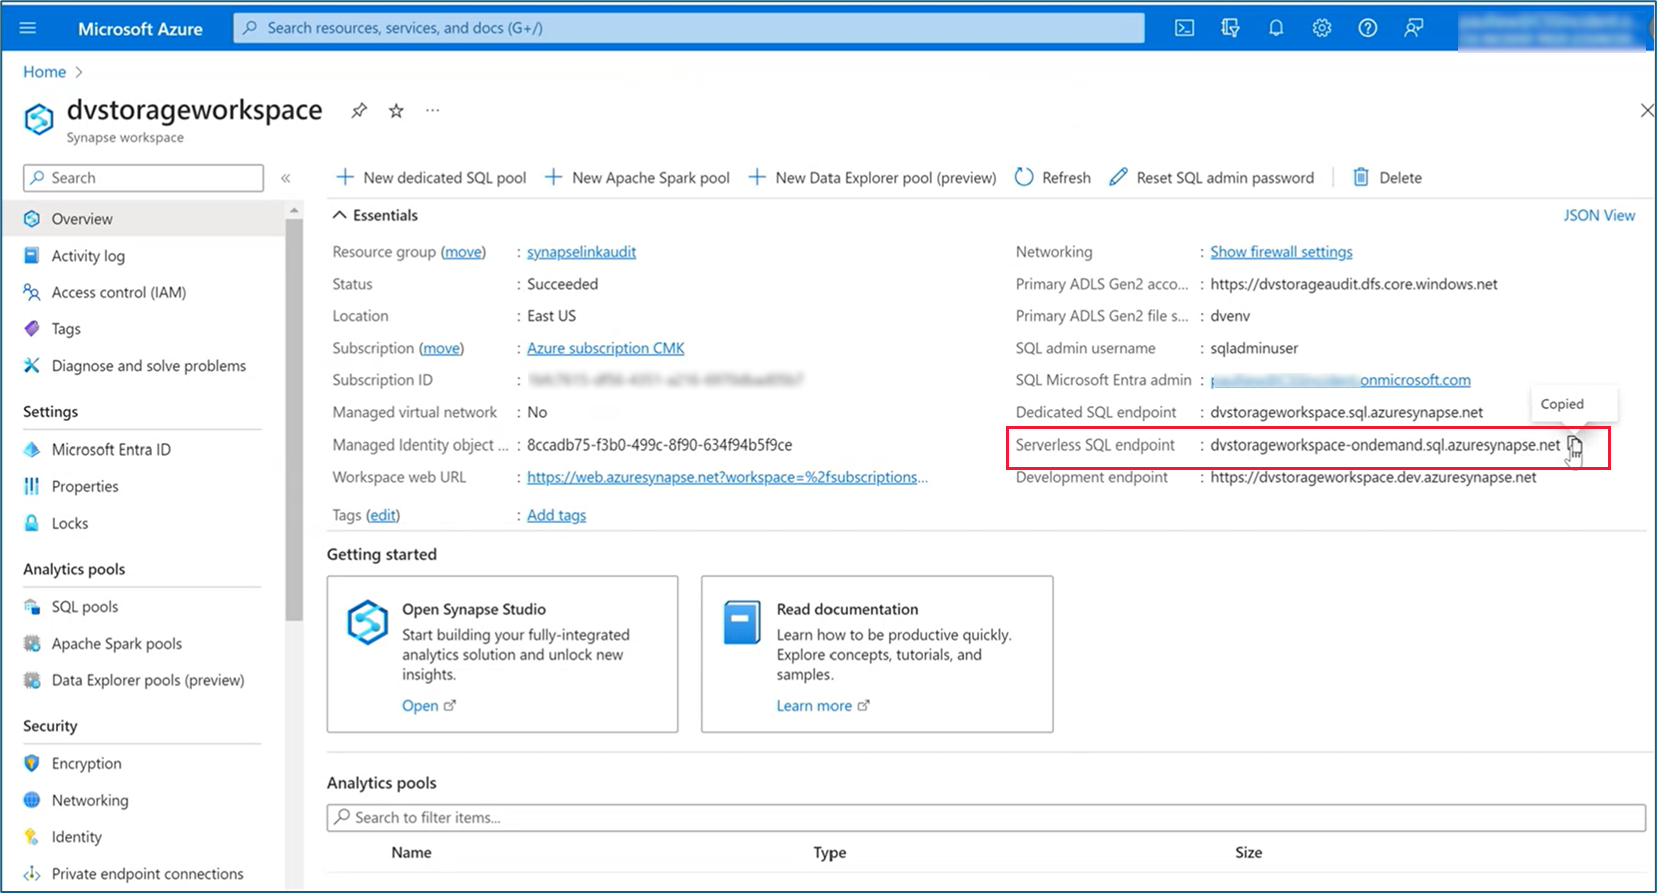 Microsoft Azure
Search resources, services, and docs (G+/)
Home
dvstorageworkspace
Synapse workspace
Search
New dedicated SQL pool
New Apache Spark pool
New Data Explorer pool (preview)
Refresh
Reset SQL admin password
Delete
Overview
Activity log
Access control (IAM)
Tags
Diagnose and solve problems
Settings
Microsoft Entra ID
Properties
Locks
Analytics pools
SQL pools
Apache Spark pools
Data Explorer pools (preview)
Security
Encryption
Networking
Identity
Private endpoint connections
Essentials
JSON View
Resource group (move) : synapselinkaudit
Status : Succeeded
Location : East US
Subscription (move) : Azure subscription CMK
Subscription ID :
Managed virtual network : No
Managed Identity object ... : 8ccadb75-f3b0-499c-8f90-634f94b5f9ce
Workspace web URL : https://web.azuresynapse.net?workspace=%2fsubscriptions...
Tags (edit) : Add tags
Networking : Show firewall settings
Primary ADLS Gen2 acco... : https://dvstorageaudit.dfs.core.windows.net
Primary ADLS Gen2 file s... : dvenv
SQL admin username : sqladminuser
SQL Microsoft Entra admin : onmicrosoft.com
Dedicated SQL endpoint : dvstorageworkspace.sql.azuresynapse.net
Copied
Serverless SQL endpoint : dvstorageworkspace-ondemand.sql.azuresynapse.net
Development endpoint : https://dvstorageworkspace.dev.azuresynapse.net
Getting started
Open Synapse Studio
Start building your fully-integrated
analytics solution and unlock new
insights.
Open
Read documentation
Learn how to be productive quickly.
Explore concepts, tutorials, and
samples.
Learn more
Analytics pools
Search to filter items...
Name Type Size